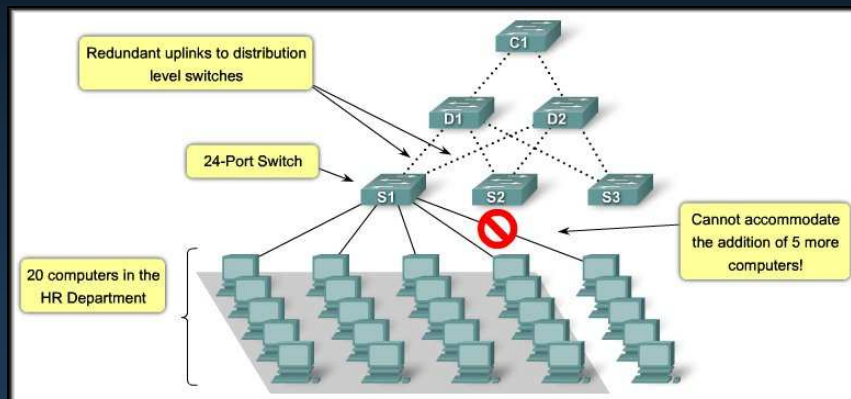 Redundant uplinks to distribution
level switches
C1
D1
D2
24-Port Switch
S1
S2
S3
Cannot accommodate
the addition of 5 more
computers!
20 computers in the
HR Department